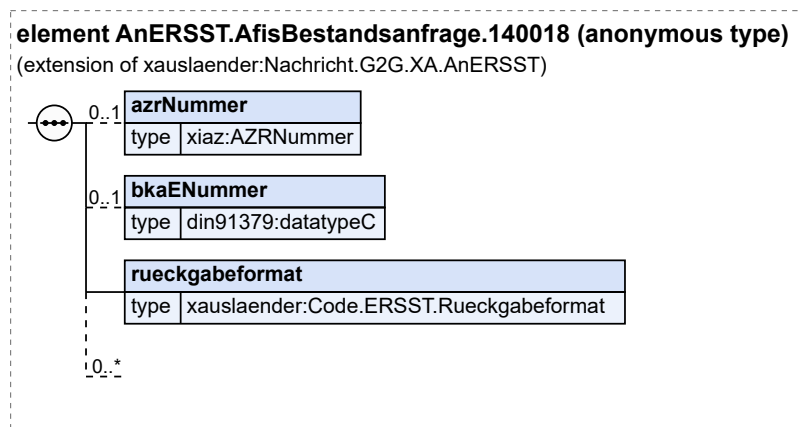 element AnERSST.AfisBestandsanfrage.140018 (anonymous type)
(extension of xauslaender:Nachricht.G2G.XA.AnERSST)
0..1
azrNummer
type xiaz:AZRNummer
0..1
bkaENummer
type din91379:datatypeC
rueckgabeformat
type xauslaender:Code.ERSST.Rueckgabeformat
0..*